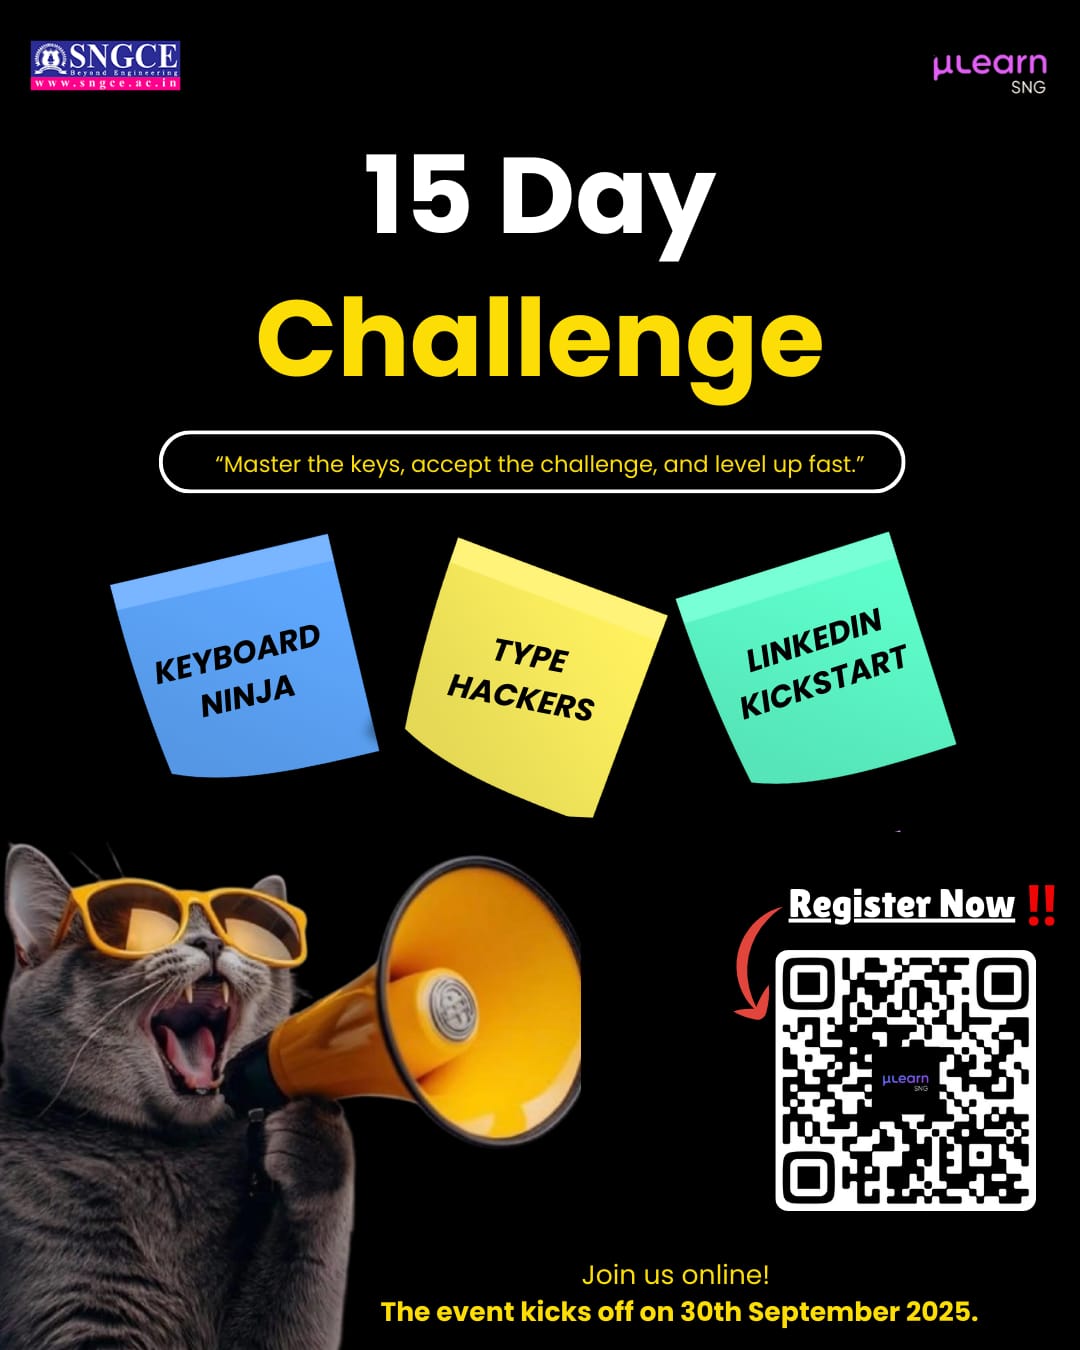 SNGCE
Beyond Engineering
www.sngce.ac.in
µLearn
SNG
15 Day
Challenge
“Master the keys, accept the challenge, and level up fast.”
KEYBOARD
NINJA
TYPE
HACKERS
LINKEDIN
KICKSTART
Register Now ‼
µLearn
SNG
Join us online!
The event kicks off on 30th September 2025.